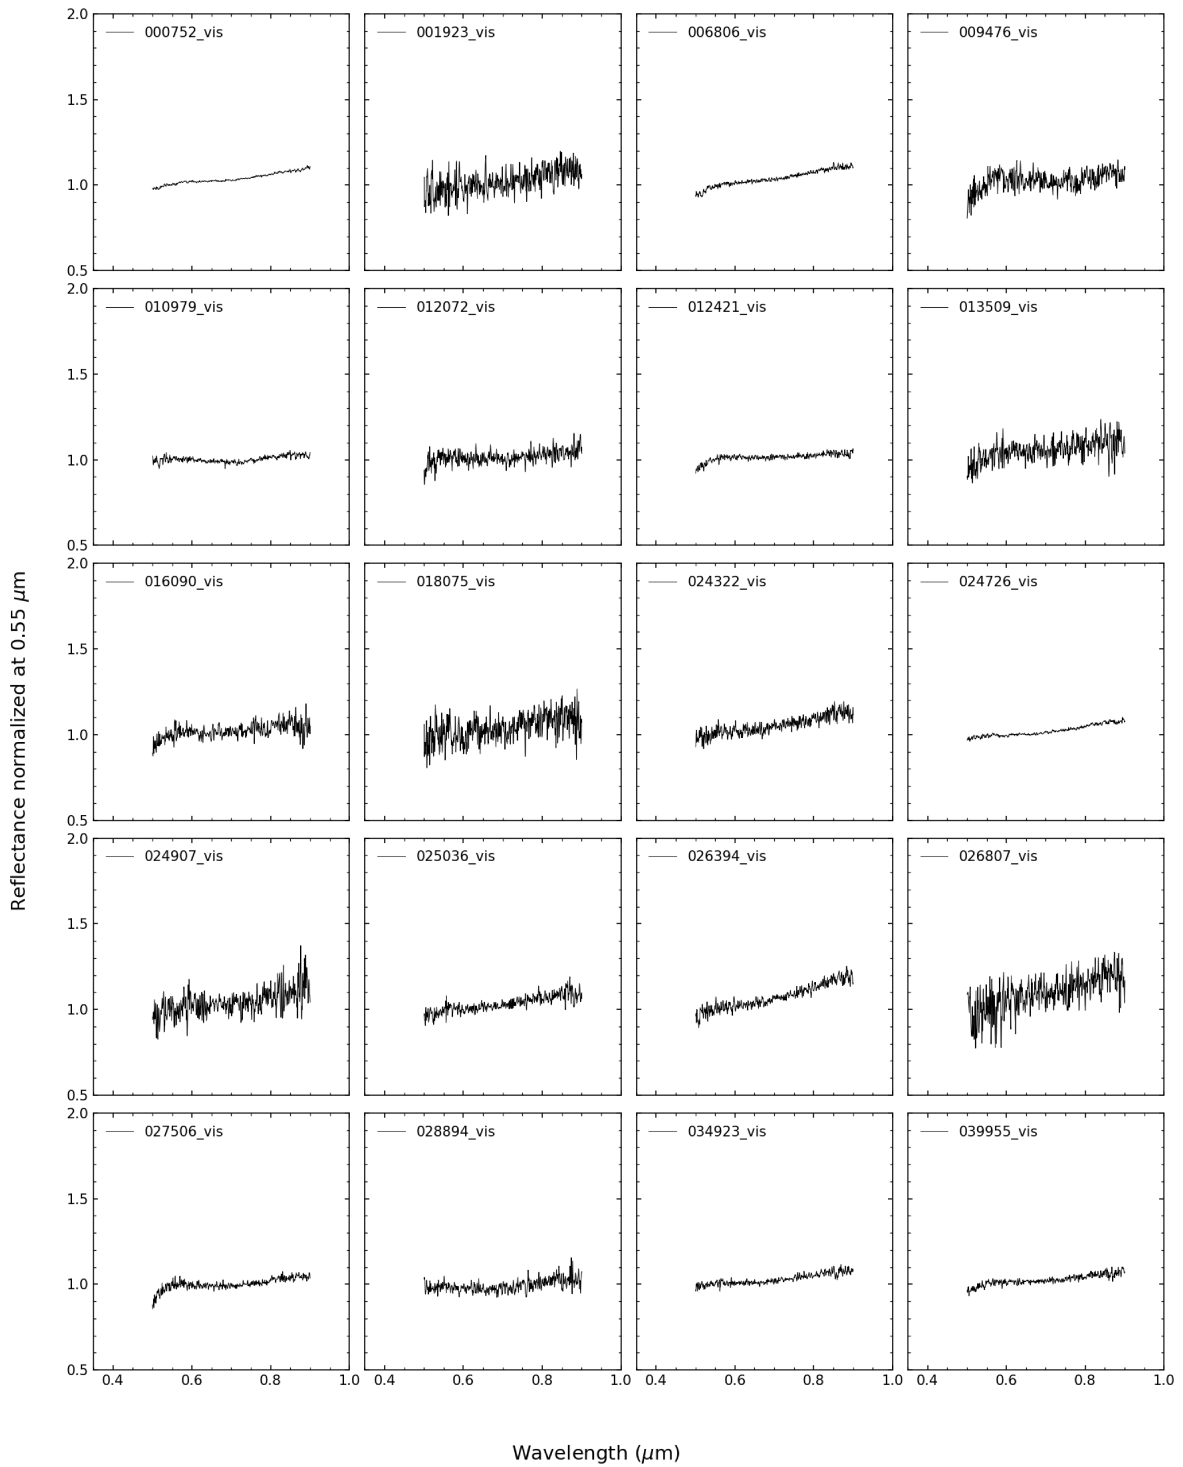 2.0
1.5
1.0
0.5
000752_vis
001923_vis
006806_vis
009476_vis
2.0
1.5
1.0
0.5
010979_vis
012072_vis
012421_vis
013509_vis
2.0
1.5
1.0
0.5
016090_vis
018075_vis
024322_vis
024726_vis
2.0
1.5
1.0
0.5
024907_vis
025036_vis
026394_vis
026807_vis
2.0
1.5
1.0
0.5
027506_vis
028894_vis
034923_vis
039955_vis
0.4 0.6 0.8 1.0
0.4 0.6 0.8 1.0
0.4 0.6 0.8 1.0
0.4 0.6 0.8 1.0
Reflectance normalized at 0.55 μm
Wavelength (μm)